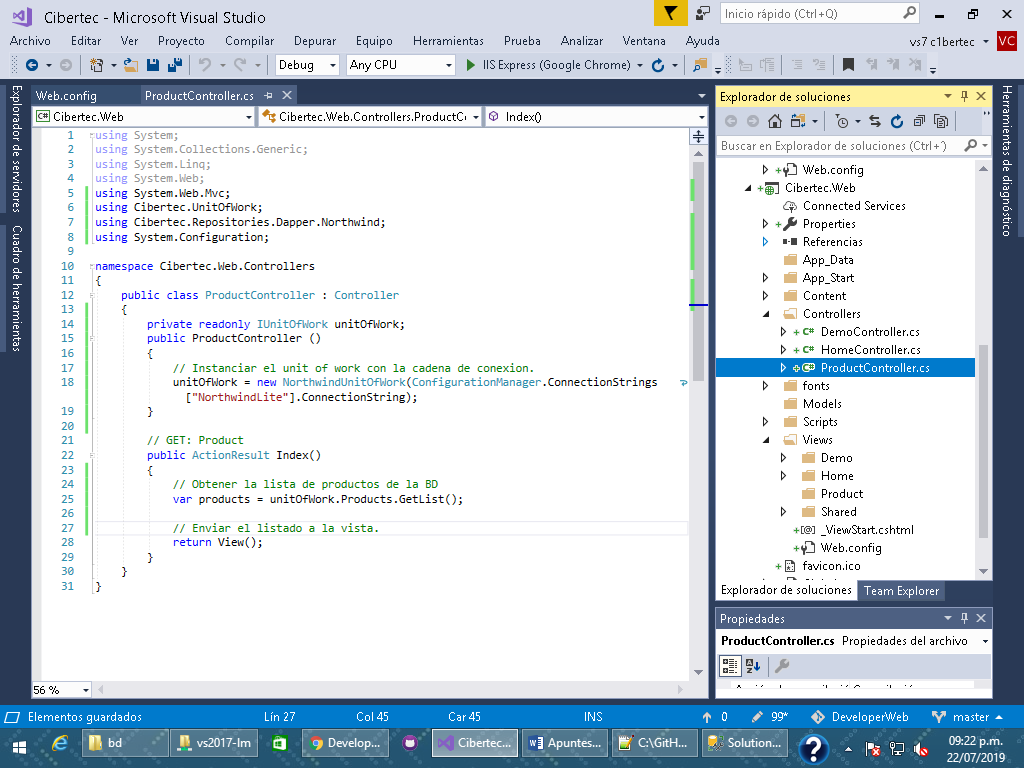 Cibertec - Microsoft Visual Studio
Inicio rápido (Ctrl+Q)
Archivo Editar Ver Proyecto Compilar Depurar Equipo Herramientas Prueba Analizar Ventana Ayuda
vs7 c1bertec
VC
Debug Any CPU IIS Express (Google Chrome)
Explorador de servidores
Cuadro de herramientas
Web.config ProductController.cs
Cibertec.Web Cibertec.Web.Controllers.ProductC Index()
1 using System;
2 using System.Collections.Generic;
3 using System.Linq;
4 using System.Web;
5 using System.Web.Mvc;
6 using Cibertec.UnitOfWork;
7 using Cibertec.Repositories.Dapper.Northwind;
8 using System.Configuration;
9
10 namespace Cibertec.Web.Controllers
11 {
12 public class ProductController : Controller
13 {
14 private readonly IUnitOfWork unitOfWork;
15 public ProductController ()
16 {
17 // Instanciar el unit of work con la cadena de conexion.
18 unitOfWork = new NorthwindUnitOfWork(ConfigurationManager.ConnectionStrings
["NorthwindLite"].ConnectionString);
19 }
20
21 // GET: Product
22 public ActionResult Index()
23 {
24 // Obtener la lista de productos de la BD
25 var products = unitOfWork.Products.GetList();
26
27 // Enviar el listado a la vista.
28 return View();
29 }
30 }
31 }
56 %
Explorador de soluciones
Buscar en Explorador de soluciones (Ctrl+´)
Web.config
Cibertec.Web
Connected Services
Properties
Referencias
App_Data
App_Start
Content
Controllers
DemoController.cs
HomeController.cs
ProductController.cs
fonts
Models
Scripts
Views
Demo
Home
Product
Shared
_ViewStart.cshtml
Web.config
favicon.ico
Explorador de soluciones Team Explorer
Propiedades
ProductController.cs Propiedades del archivo
Herramientas de diagnóstico
Elementos guardados Lín 27 Col 45 Car 45 INS 0 99* DeveloperWeb master
bd
vs2017-lm
Develop...
Cibertec...
Apuntes...
C:\GitH...
Solution...
09:22 p.m.
22/07/2019